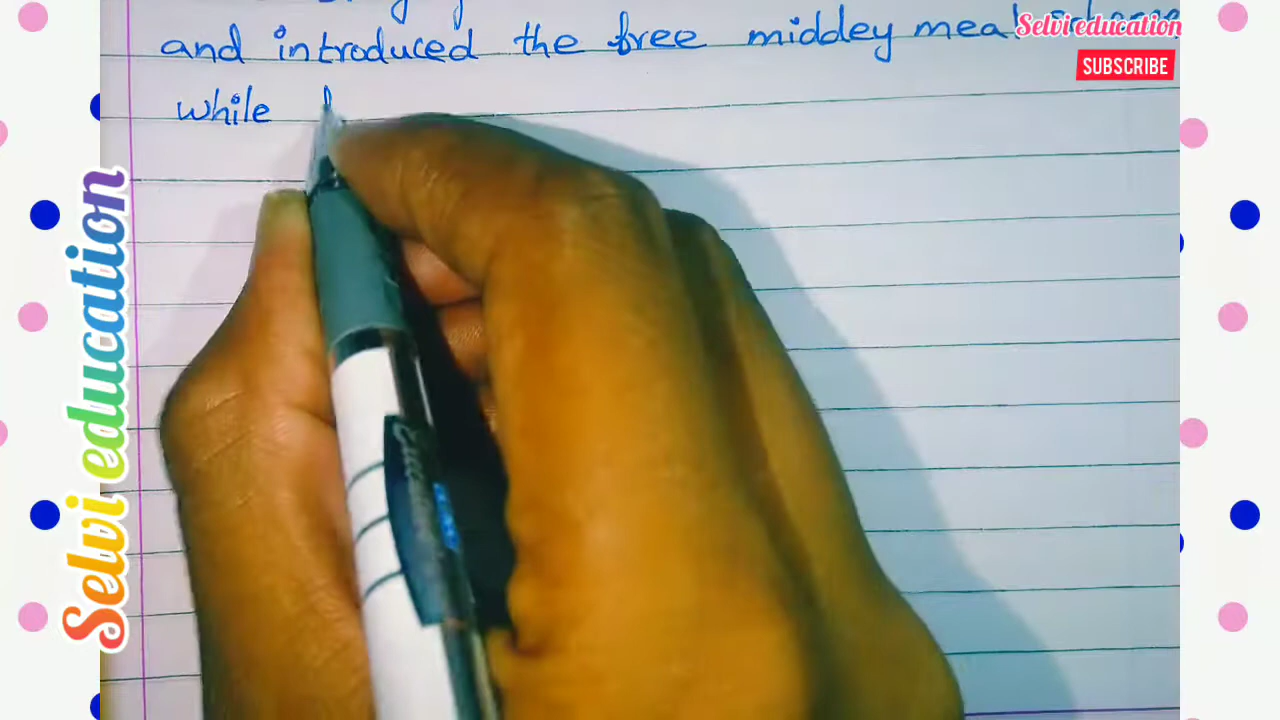 and introduced the free middey meal
Selvi education
SUBSCRIBE
while
Selvi education